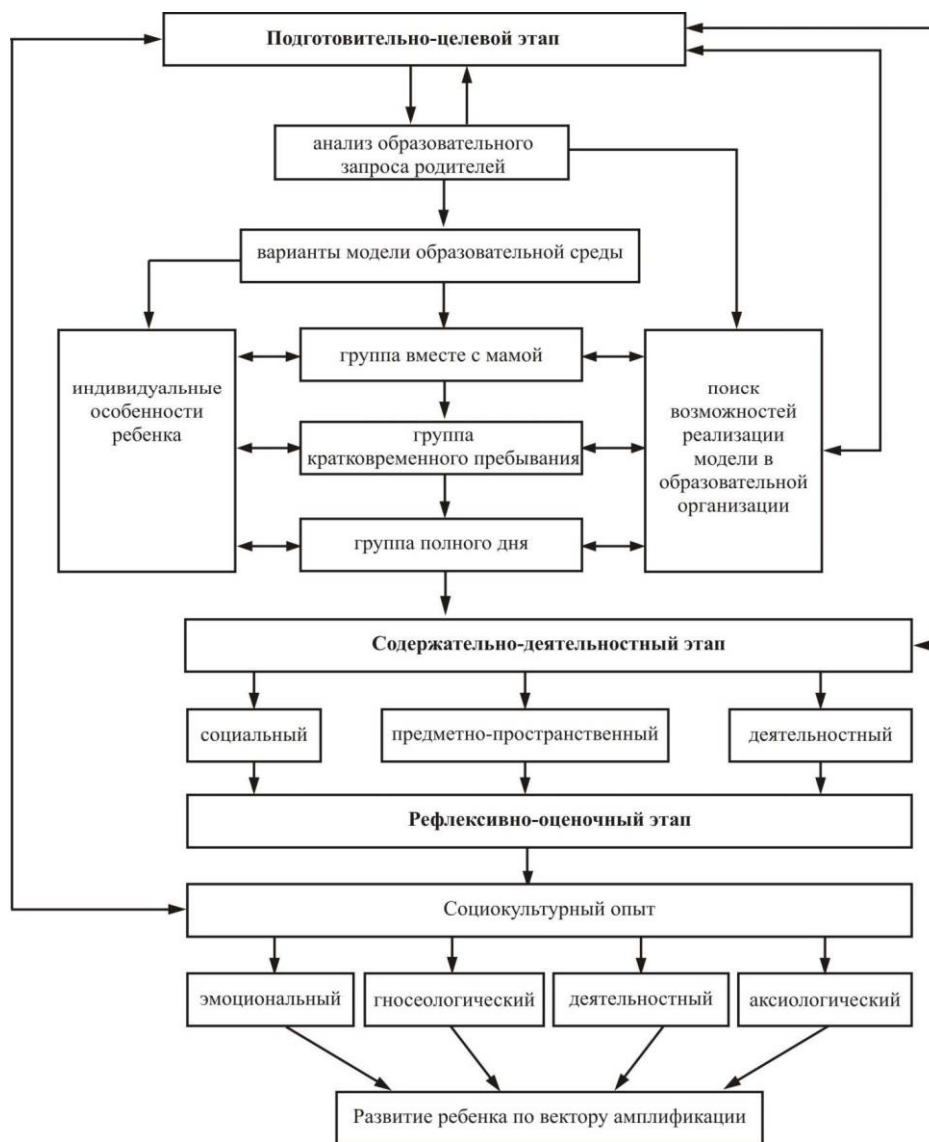 Подготовительно-целевой этап
анализ образовательного
запроса родителей
варианты модели образовательной среды
группа вместе с мамой
индивидуальные
особенности
ребенка
поиск
возможностей
реализации
модели в
образовательной
организации
группа
кратковременного пребывания
группа полного дня
Содержательно-деятельностный этап
социальный
предметно-пространственный
деятельностный
Рефлексивно-оценочный этап
Социокультурный опыт
эмоциональный
гносеологический
деятельностный
аксиологический
Развитие ребенка по вектору амплификации